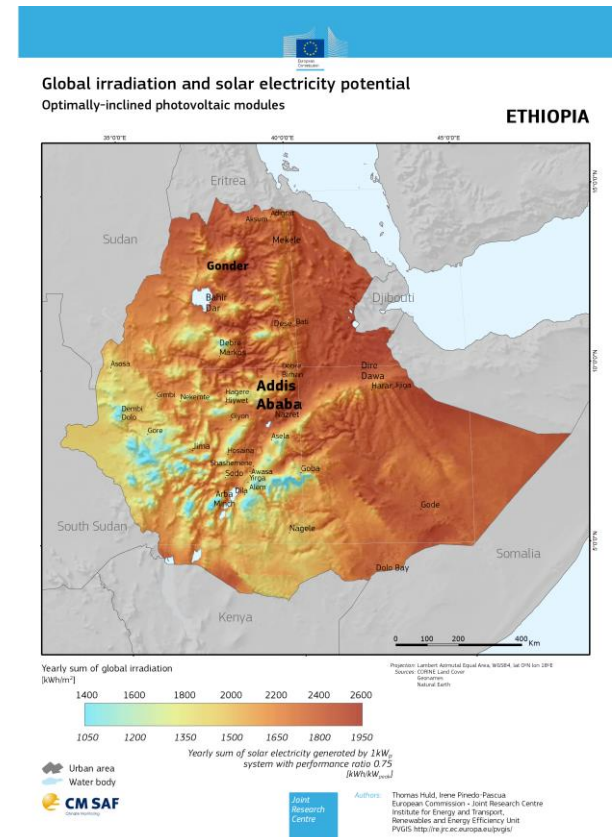 European
Commission
Global irradiation and solar electricity potential
Optimally-inclined photovoltaic modules
ETHIOPIA
35°0'0"E
40°0'0"E
45°0'0"E
Eritrea
Adigrat
Aksum
Sudan
Mekele
Gonder
Djibouti
Bahir
Dar
Dese
Bati
Debre
Markos
Asosa
Debre
Birhan
Dire
Dawa
Addis
Ababa
Harar
Jijiga
Gimbi
Nekemte
Hagere
Hiywet
Dembi
Dolo
Giyon
Nazret
Gore
Asela
Jima
Hosaina
Shashemene
Goba
Sodo
Awasa
Yirga
Alem
Arba
Minch
Dila
Gode
South Sudan
Nagele
Somalia
Dolo Bay
Kenya
0 100 200 400
Km
Yearly sum of global irradiation
[kWh/m²]
1400 1600 1800 2000 2200 2400 2600
1050 1200 1350 1500 1650 1800 1950
Yearly sum of solar electricity generated by 1kWp
system with performance ratio 0.75
[kWh/kWpeak]
Sources: CORINE Land Cover
Geonames
Natural Earth
Urban area
Water body
CM SAF
Joint
Research
Centre
Authors: Thomas Huld, Irene Pinedo-Pascua
European Commission - Joint Research Centre
Institute for Energy and Transport,
Renewables and Energy Efficiency Unit
PVGIS http://re.jrc.ec.europa.eu/pvgis/